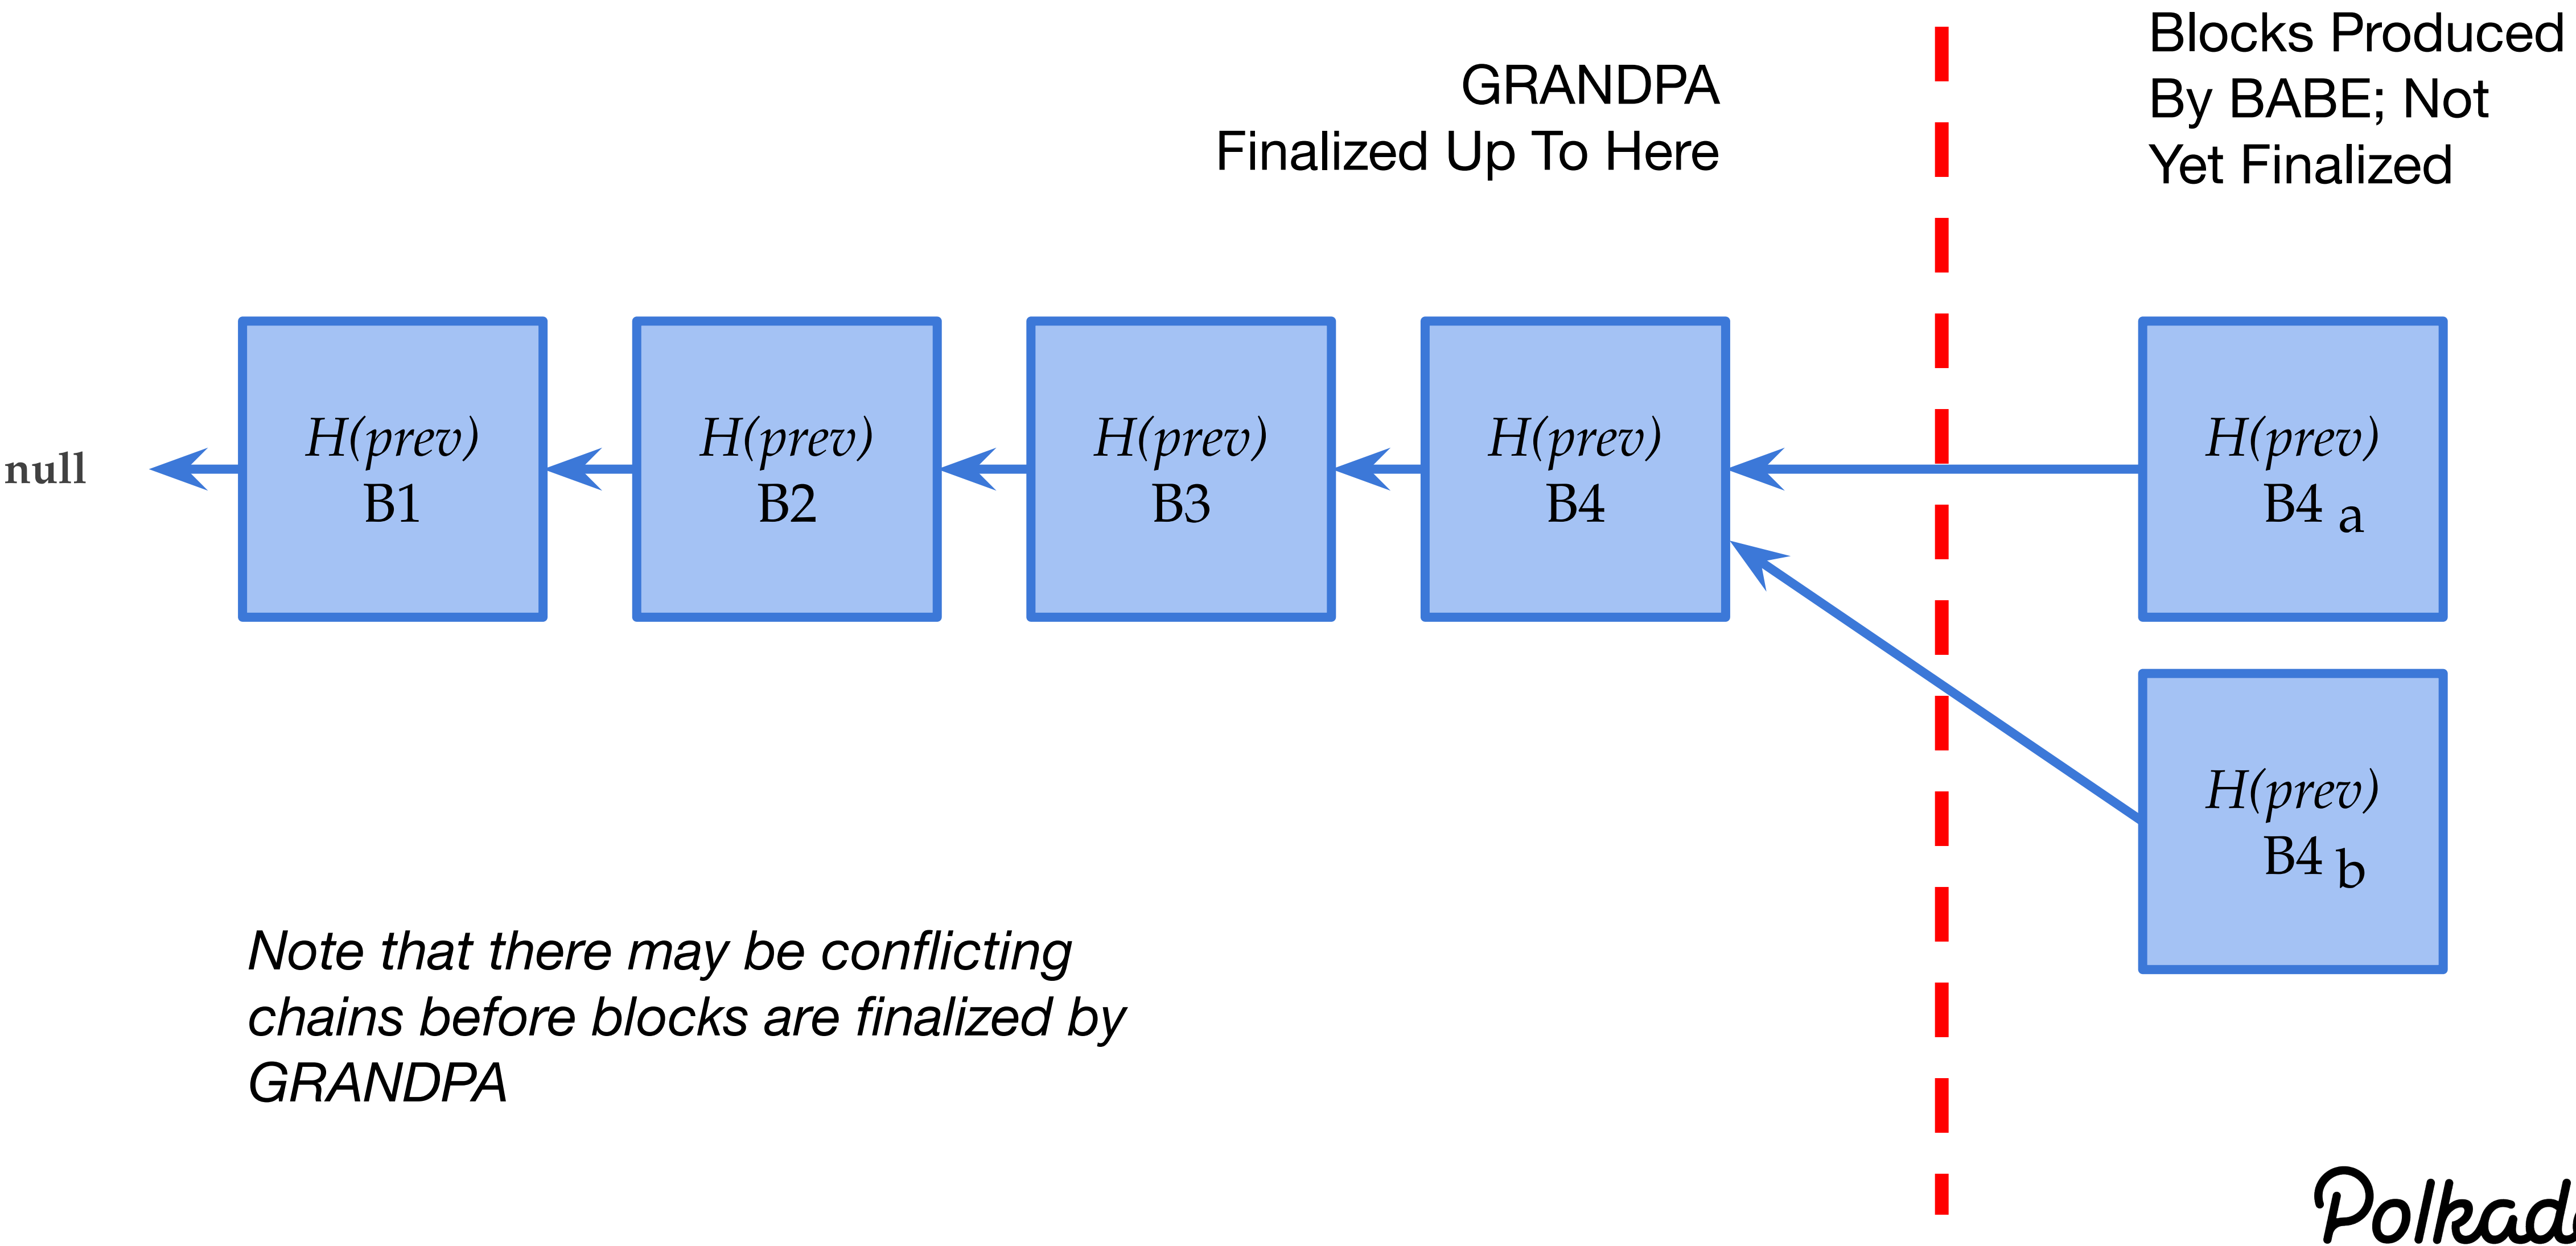 GRANDPA
Finalized Up To Here
Blocks Produced
By BABE; Not
Yet Finalized
null
H(prev)
B1
H(prev)
B2
H(prev)
B3
H(prev)
B4
H(prev)
B4 a
H(prev)
B4 b
Note that there may be conflicting
chains before blocks are finalized by
GRANDPA